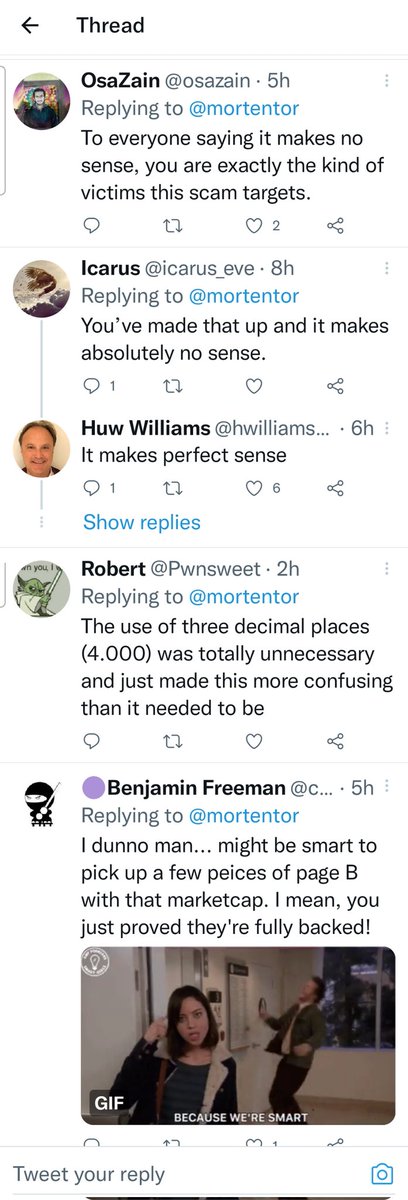 Thread
OsaZain @osazain · 5h
Replying to @mortentor
To everyone saying it makes no
sense, you are exactly the kind of
victims this scam targets.
2
Icarus @icarus_eve · 8h
Replying to @mortentor
You’ve made that up and it makes
absolutely no sense.
1
Huw Williams @hwilliams... · 6h
It makes perfect sense
1 6
Show replies
Robert @Pwnsweet · 2h
Replying to @mortentor
The use of three decimal places
(4.000) was totally unnecessary
and just made this more confusing
than it needed to be
Benjamin Freeman @c... · 5h
Replying to @mortentor
I dunno man... might be smart to
pick up a few peices of page B
with that marketcap. I mean, you
just proved they're fully backed!
GIF
BECAUSE WE'RE SMART
1
Tweet your reply